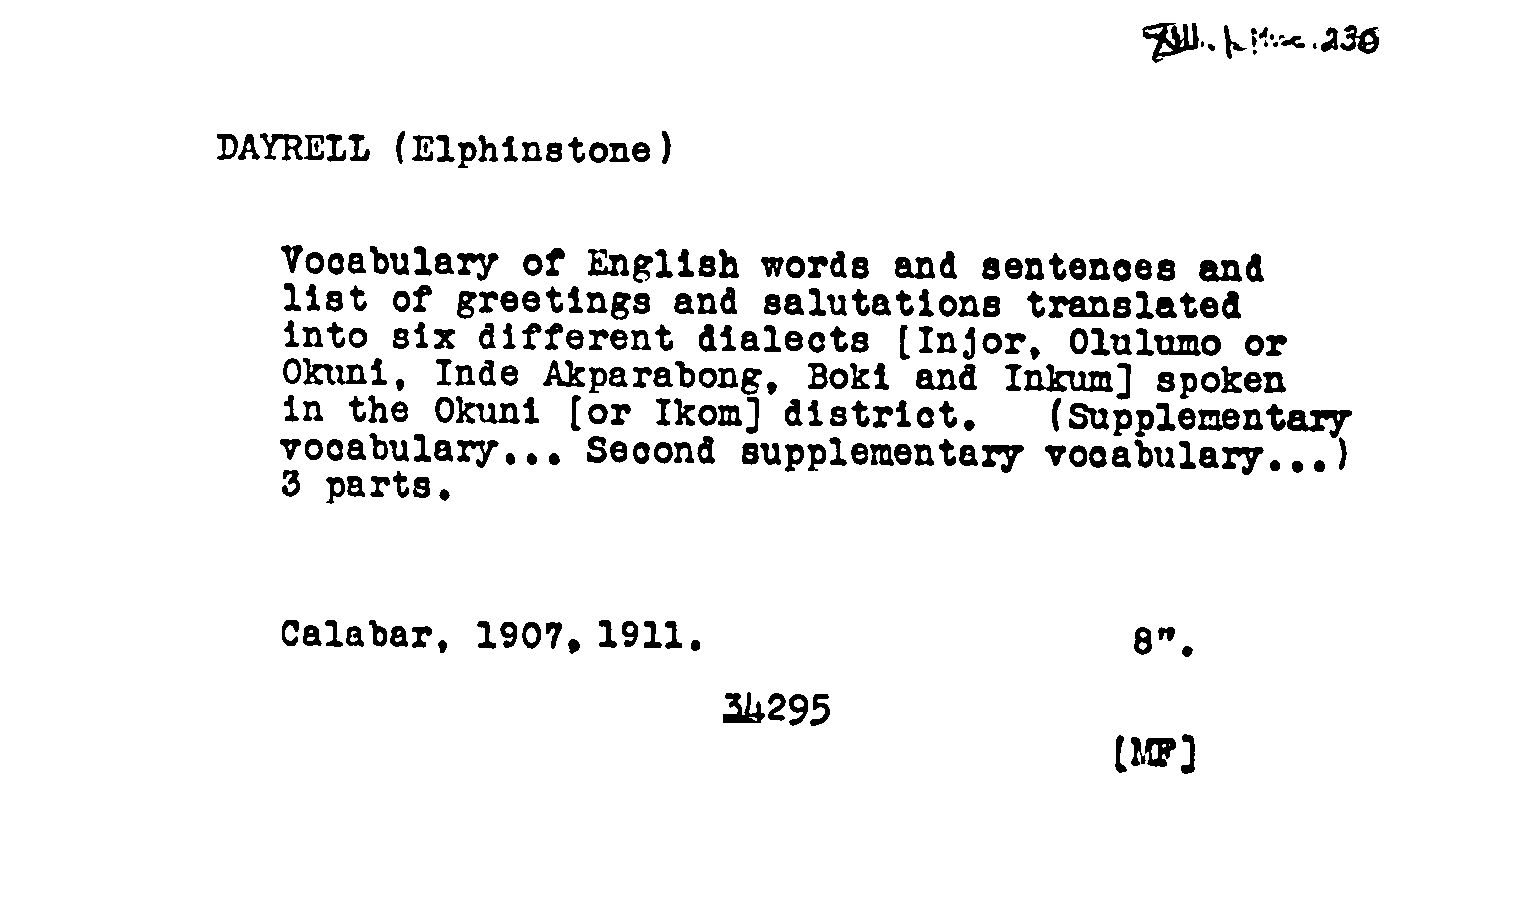 230
DAYRELL (Elphinstone)
Vocabulary of English words and sentences and
list of greetings and salutations translated
into six different dialects [Injor, Olulumo or
Okuni, Inde Akparabong, Boki and Inkum] spoken
in the Okuni [or Ikom] district. (Supplementary
vocabulary... Second supplementary vocabulary...)
3 parts.
Calabar, 1907, 1911. 8".
34295
[MF]